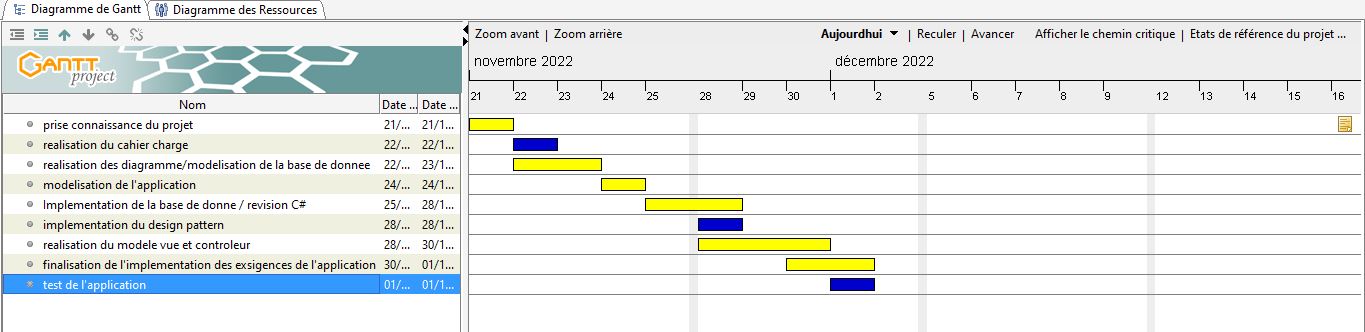 Diagramme de Gantt
Diagramme des Ressources
Zoom avant | Zoom arrière
Aujourd'hui | Reculer | Avancer
Afficher le chemin critique | Etats de référence du projet ...
GANTT
project
novembre 2022
décembre 2022
Nom Date ... Date ...
21 22 23 24 25 28 29 30 1 2 5 6 7 8 9 12 13 14 15 16
prise connaissance du projet 21/... 21/1...
realisation du cahier charge 22/... 22/1...
realisation des diagramme/modelisation de la base de donnee 22/... 23/1...
modelisation de l'application 24/... 24/1...
Implementation de la base de donne / revision C# 25/... 28/1...
implementation du design pattern 28/... 28/1...
realisation du modele vue et controleur 28/... 30/1...
finalisation de l'implementation des exsigences de l'application 30/... 01/1...
test de l'application 01/... 01/1...